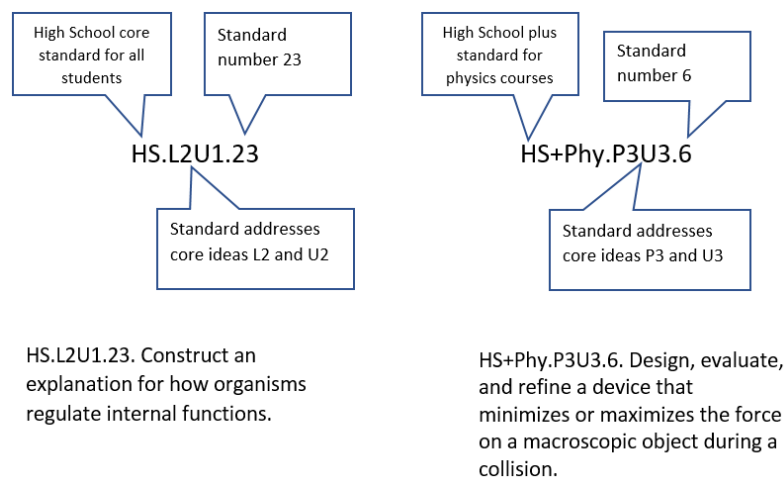 High School core
standard for all
students
Standard
number 23
HS.L2U1.23
Standard addresses
core ideas L2 and U2
HS.L2U1.23. Construct an
explanation for how organisms
regulate internal functions.
High School plus
standard for
physics courses
Standard
number 6
HS+Phy.P3U3.6
Standard addresses
core ideas P3 and U3
HS+Phy.P3U3.6. Design, evaluate,
and refine a device that
minimizes or maximizes the force
on a macroscopic object during a
collision.